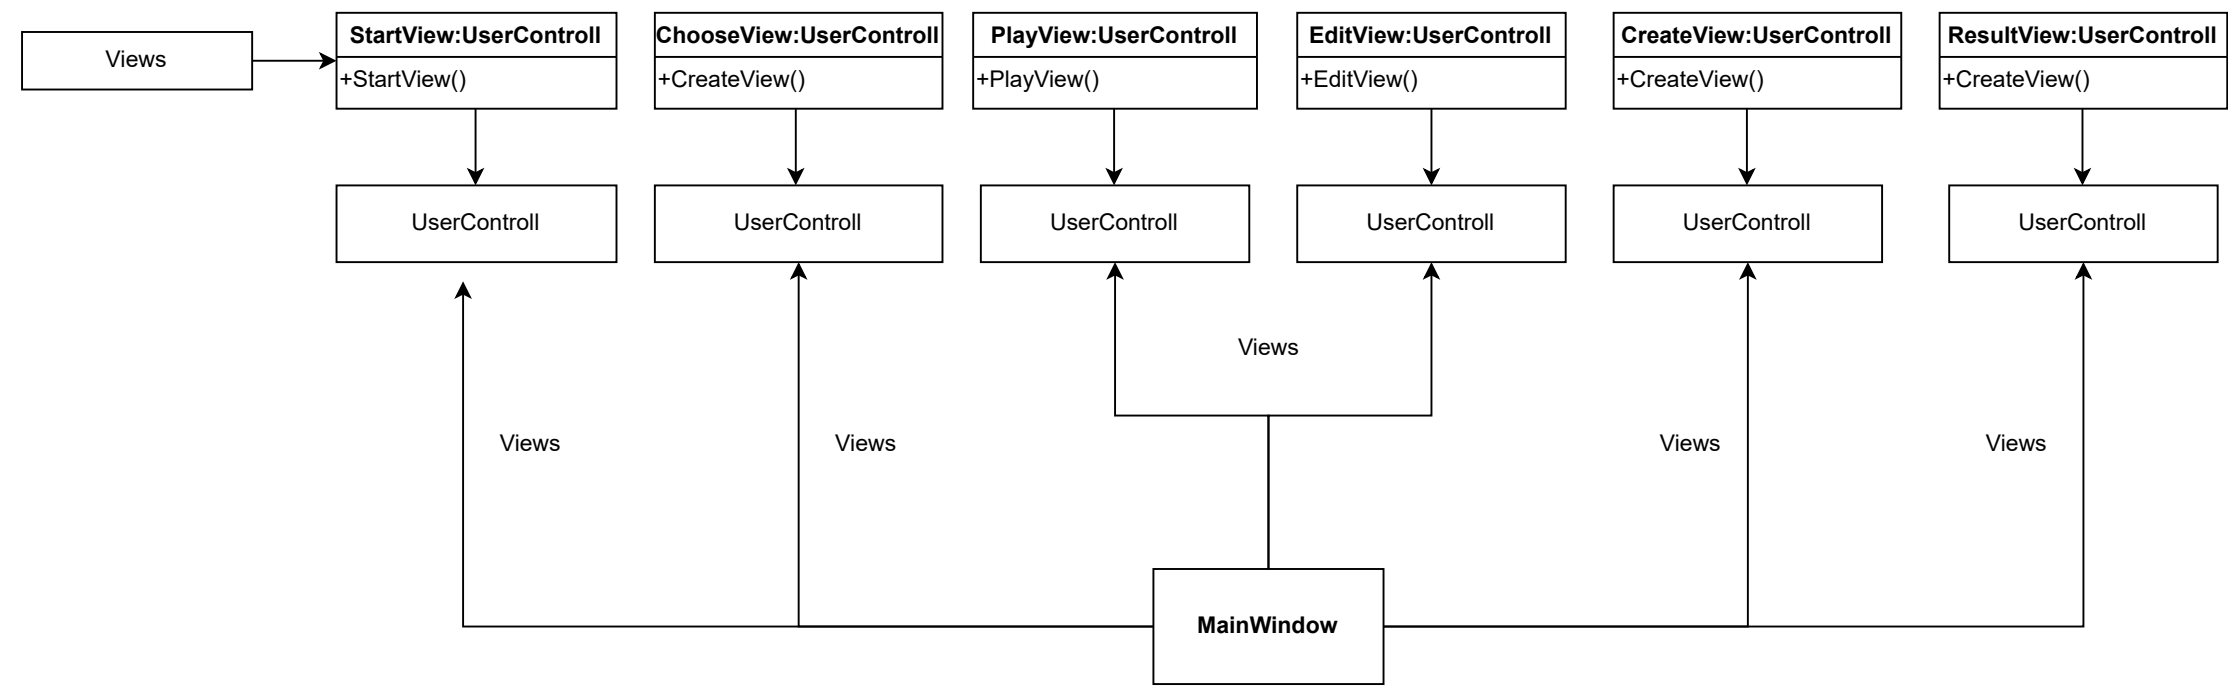 Views
StartView:UserControll
+StartView()
ChooseView:UserControll
+CreateView()
PlayView:UserControll
+PlayView()
EditView:UserControll
+EditView()
CreateView:UserControll
+CreateView()
ResultView:UserControll
+CreateView()
UserControll
UserControll
UserControll
UserControll
UserControll
UserControll
Views
Views
Views
Views
Views
MainWindow